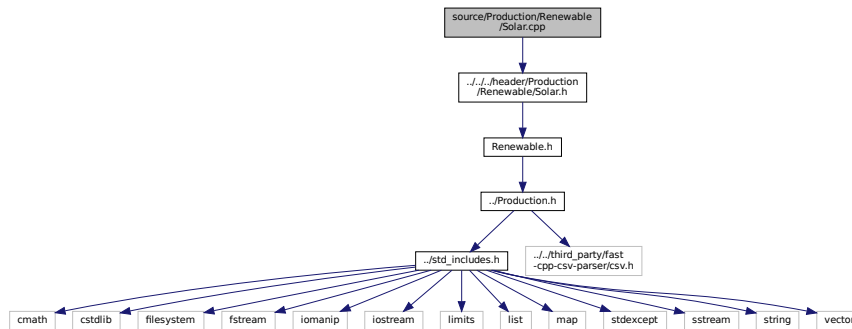 source/Production/Renewable
/Solar.cpp
../../../header/Production
/Renewable/Solar.h
Renewable.h
../Production.h
../std_includes.h
../../third_party/fast
-cpp-csv-parser/csv.h
cmath
cstdlib
filesystem
fstream
iomanip
iostream
limits
list
map
stdexcept
sstream
string
vector